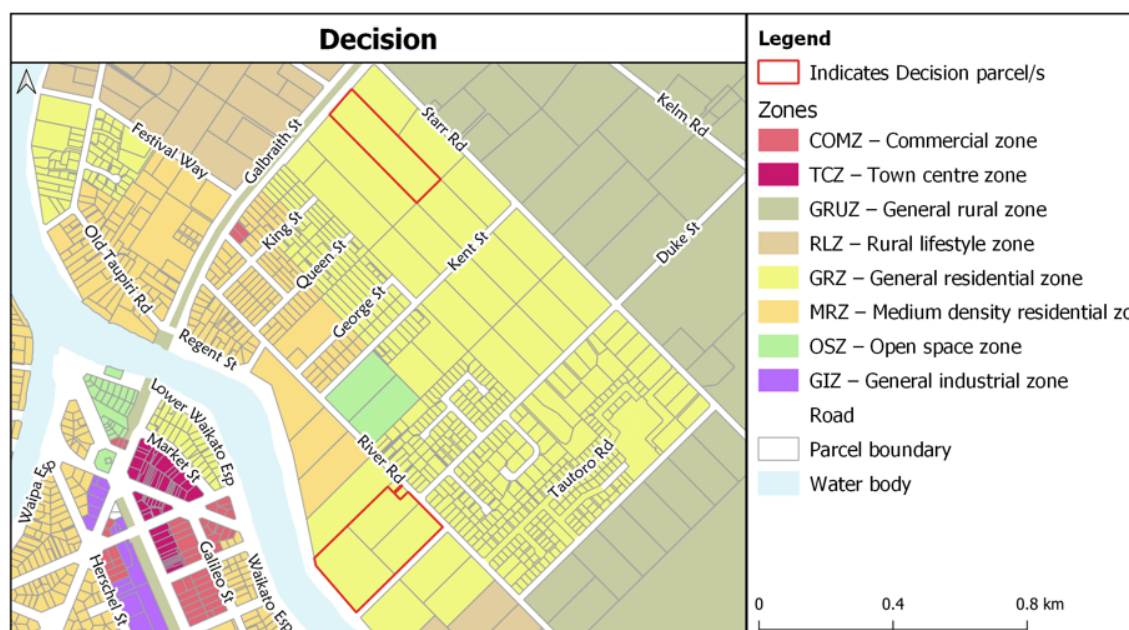 Decision
Festival Way
Galbraith St
Starr Rd
Kelm Rd
Old Taupiri Rd
King St
Queen St
George St
Kent St
Duke St
Regent St
Lower Waikato Esp
Market St
River Rd
Tautoro Rd
Waipa Esp
Herschel St
Galileo St
Waikato Esp
Legend
Indicates Decision parcel/s
Zones
COMZ – Commercial zone
TCZ – Town centre zone
GRUZ – General rural zone
RLZ – Rural lifestyle zone
GRZ – General residential zone
MRZ – Medium density residential zo
OSZ – Open space zone
GIZ – General industrial zone
Road
Parcel boundary
Water body
0 0.4 0.8 km